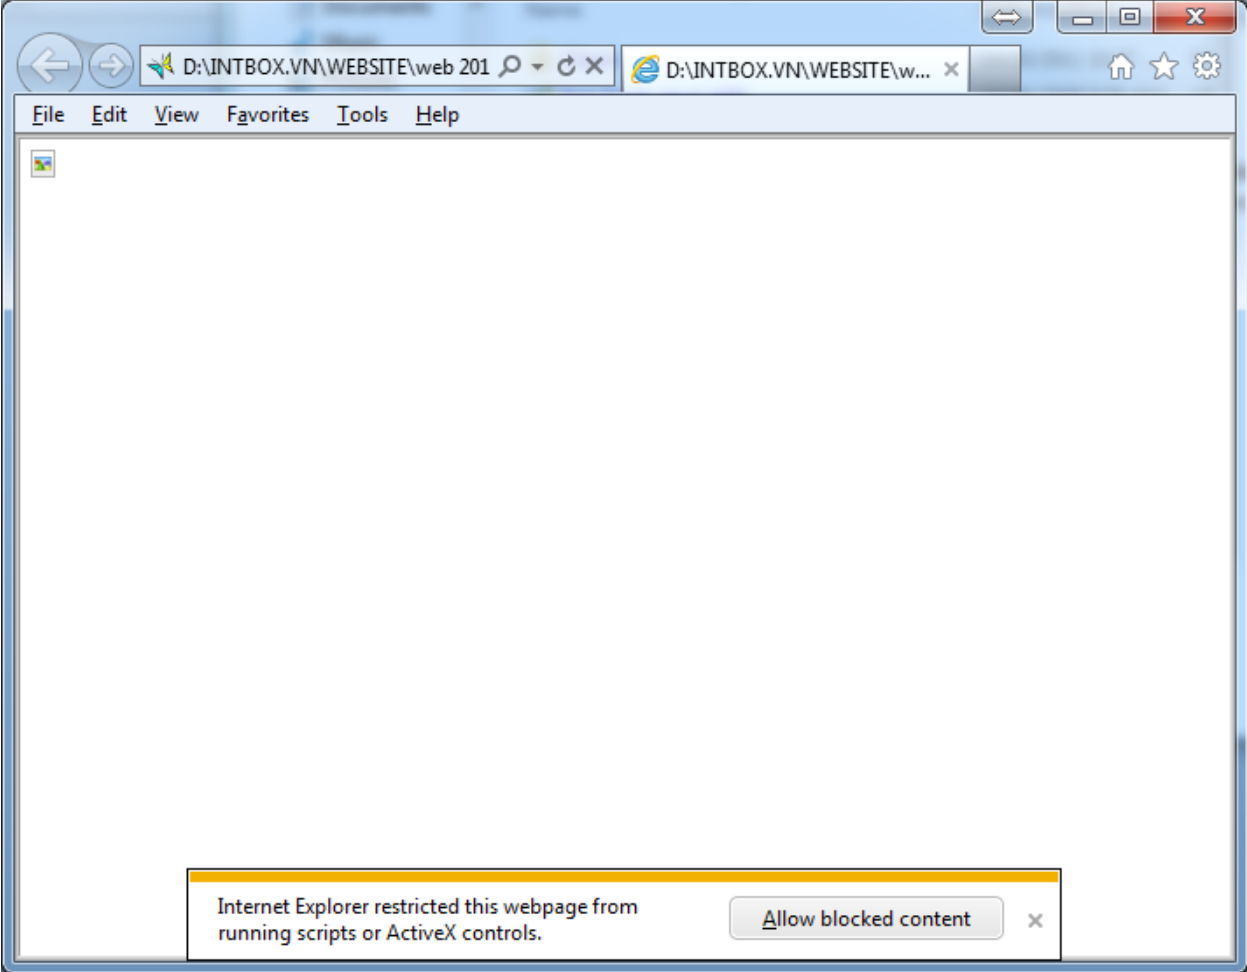 D:\INTBOX.VN\WEBSITE\web 201
D:\INTBOX.VN\WEBSITE\w...
File Edit View Favorites Tools Help
Internet Explorer restricted this webpage from
running scripts or ActiveX controls.
Allow blocked content